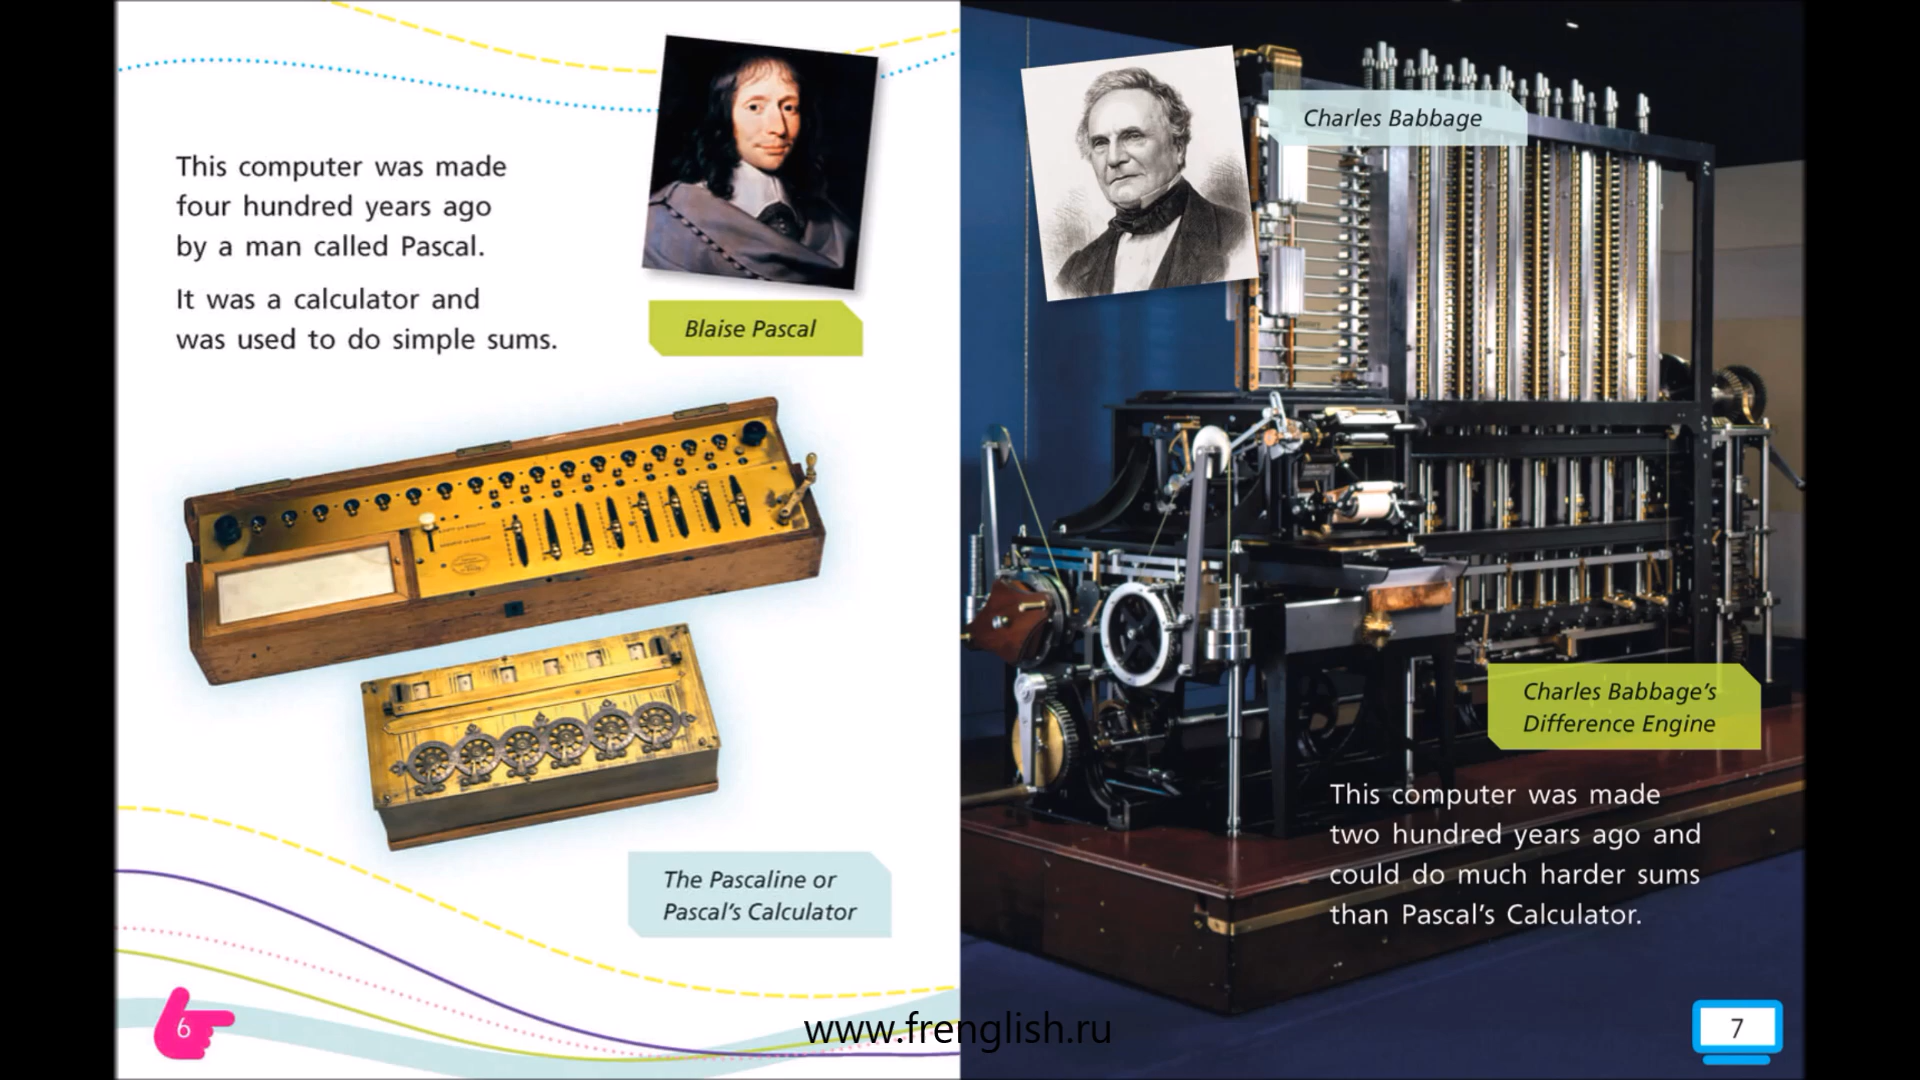 This computer was made
four hundred years ago
by a man called Pascal.
It was a calculator and
was used to do simple sums.
Blaise Pascal
The Pascaline or
Pascal's Calculator
6
Charles Babbage
Charles Babbage's
Difference Engine
This computer was made
two hundred years ago and
could do much harder sums
than Pascal's Calculator.
7
www.frenglish.ru